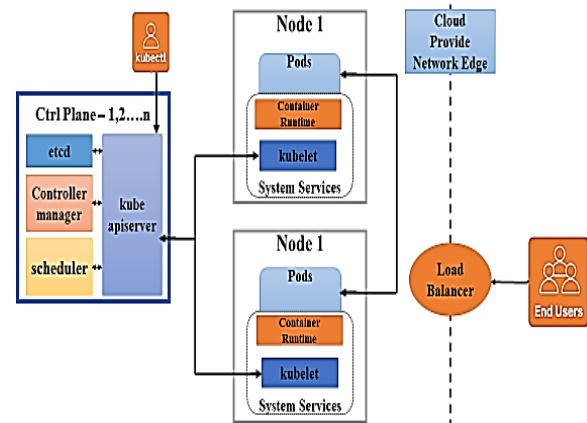 kubectl
Ctrl Plane – 1,2....n
etcd
Controller
manager
scheduler
kube
apiserver
Node 1
Pods
Container
Runtime
kubelet
System Services
Node 1
Pods
Container
Runtime
kubelet
System Services
Cloud
Provide
Network Edge
Load
Balancer
End Users